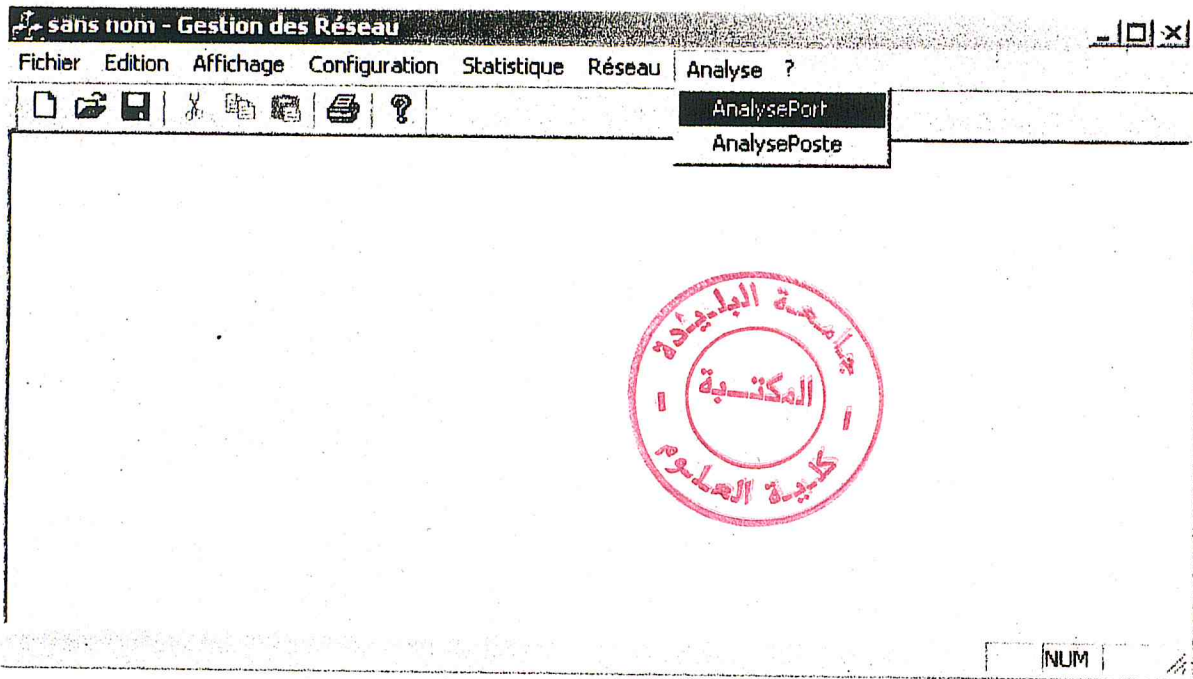 sans nom - Gestion des Réseau
Fichier Edition Affichage Configuration Statistique Réseau Analyse ?
AnalysePort
AnalysePoste
جامعة البليدة
المكتبة
كلية العلوم
NUM